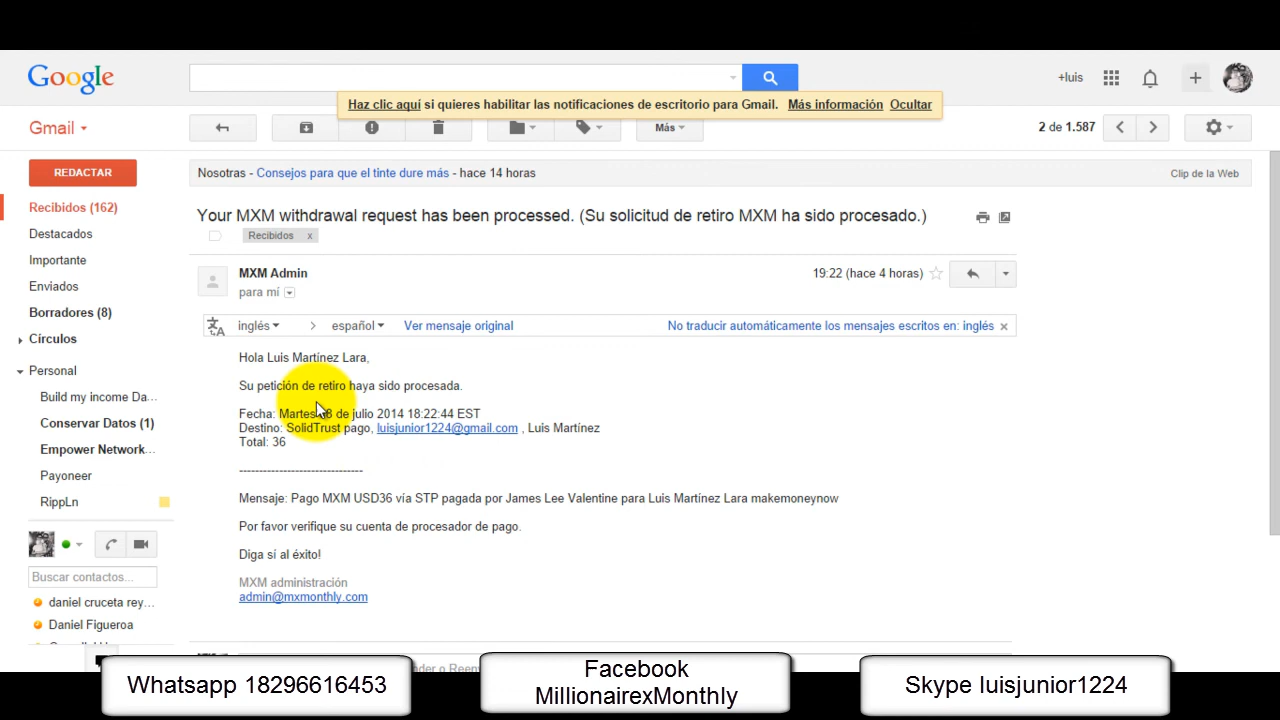 Google
+luis
Haz clic aquí si quieres habilitar las notificaciones de escritorio para Gmail. Más información Ocultar
Gmail
Más
2 de 1.587
REDACTAR
Nosotras - Consejos para que el tinte dure más - hace 14 horas
Clip de la Web
Recibidos (162)
Destacados
Importante
Enviados
Borradores (8)
Círculos
Personal
Build my income Da...
Conservar Datos (1)
Empower Network...
Payoneer
RippLn
Buscar contactos...
daniel cruceta rey...
Daniel Figueroa
Your MXM withdrawal request has been processed. (Su solicitud de retiro MXM ha sido procesado.)
Recibidos x
MXM Admin
19:22 (hace 4 horas)
para mí
inglés > español Ver mensaje original
No traducir automáticamente los mensajes escritos en: inglés x
Hola Luis Martínez Lara,
Su petición de retiro haya sido procesada.
Fecha: Martes 8 de julio 2014 18:22:44 EST
Destino: SolidTrust pago, luisjunior1224@gmail.com , Luis Martínez
Total: 36
-------------------------------
Mensaje: Pago MXM USD36 vía STP pagada por James Lee Valentine para Luis Martínez Lara makemoneynow
Por favor verifique su cuenta de procesador de pago.
Diga sí al éxito!
MXM administración
admin@mxmonthly.com
Whatsapp 18296616453
Facebook
MillionairexMonthly
Skype luisjunior1224